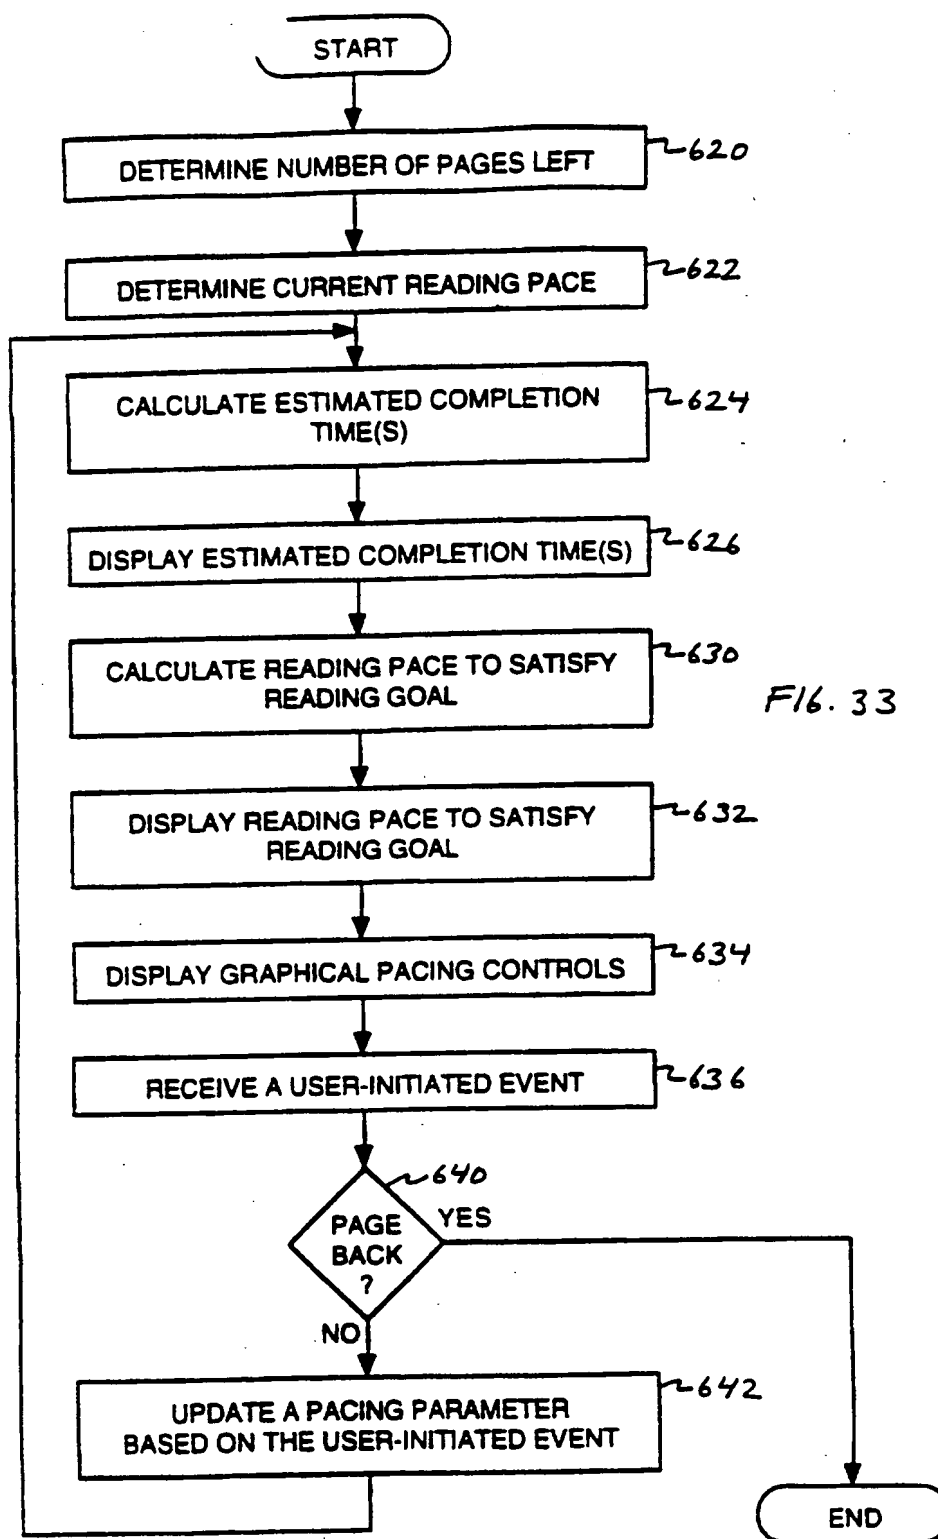 START
DETERMINE NUMBER OF PAGES LEFT
620
DETERMINE CURRENT READING PACE
622
CALCULATE ESTIMATED COMPLETION
TIME(S)
624
DISPLAY ESTIMATED COMPLETION TIME(S)
626
CALCULATE READING PACE TO SATISFY
READING GOAL
630
FIG. 33
DISPLAY READING PACE TO SATISFY
READING GOAL
632
DISPLAY GRAPHICAL PACING CONTROLS
634
RECEIVE A USER-INITIATED EVENT
636
640
PAGE
BACK
?
YES
NO
UPDATE A PACING PARAMETER
BASED ON THE USER-INITIATED EVENT
642
END